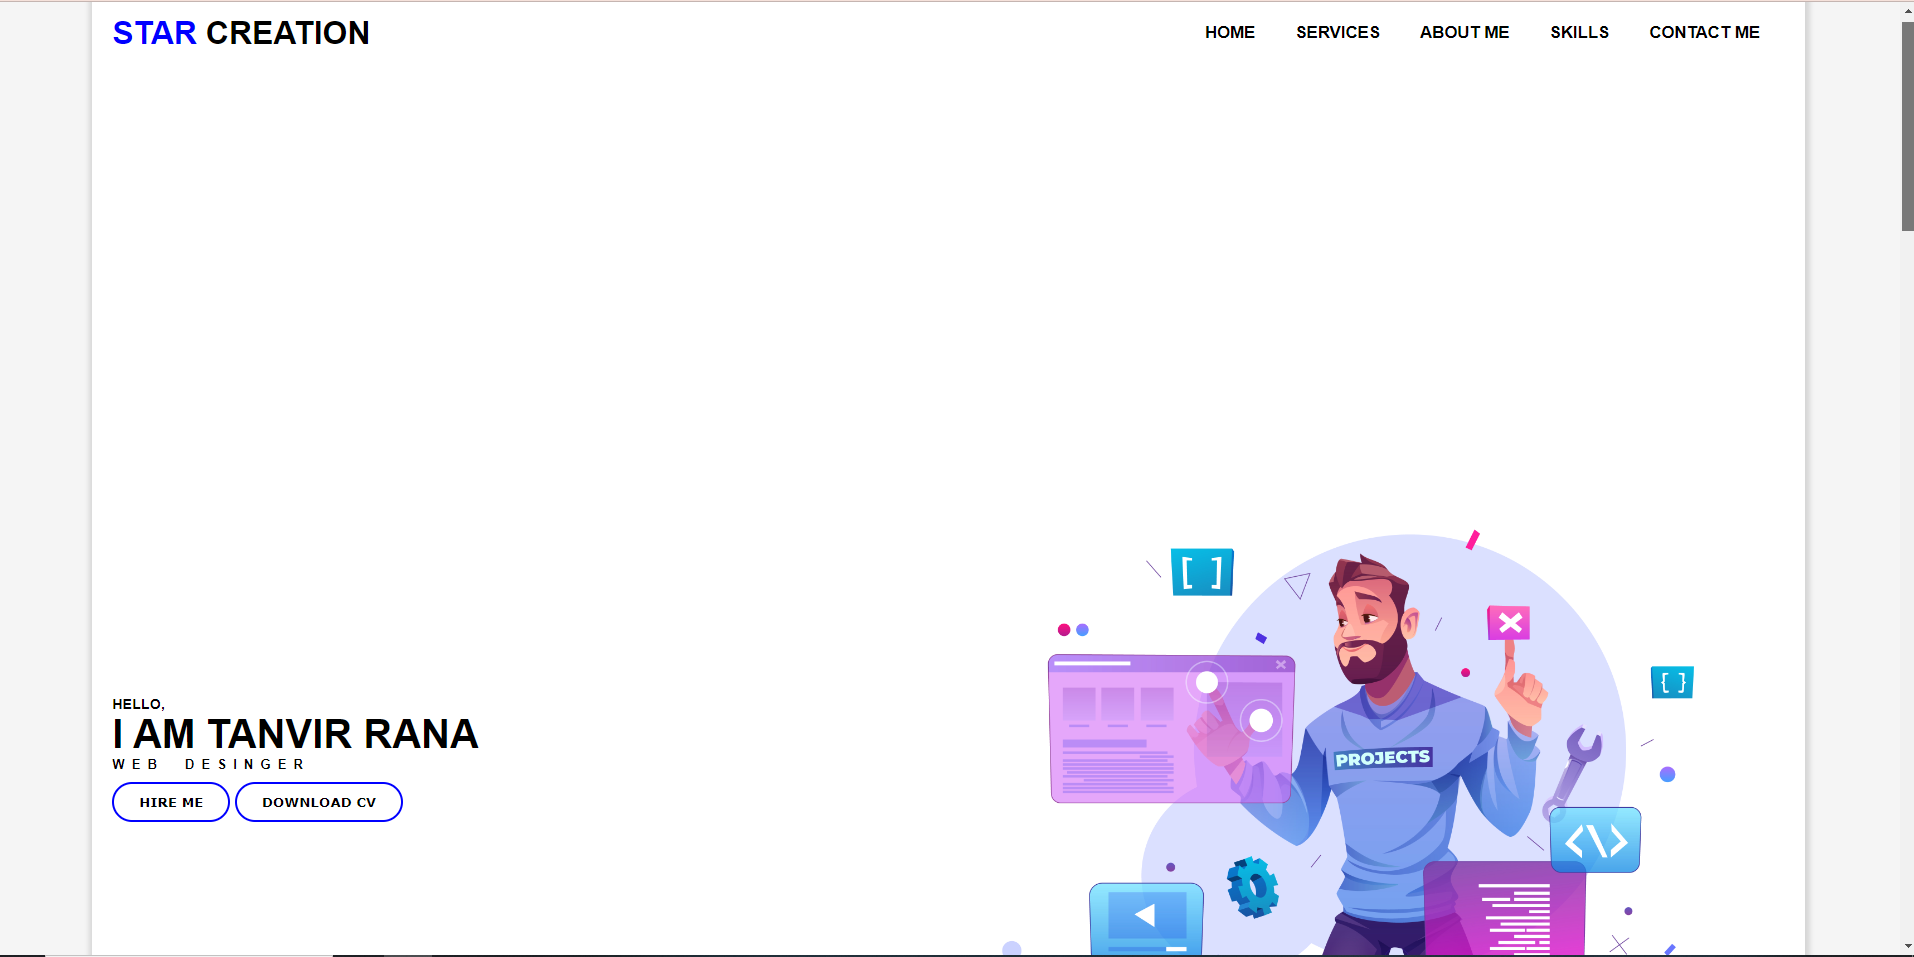 STAR CREATION
HOME SERVICES ABOUT ME SKILLS CONTACT ME
HELLO,
I AM TANVIR RANA
WEB DESINGER
HIRE ME DOWNLOAD CV
[ ]
{ }
PROJECTS
<\>